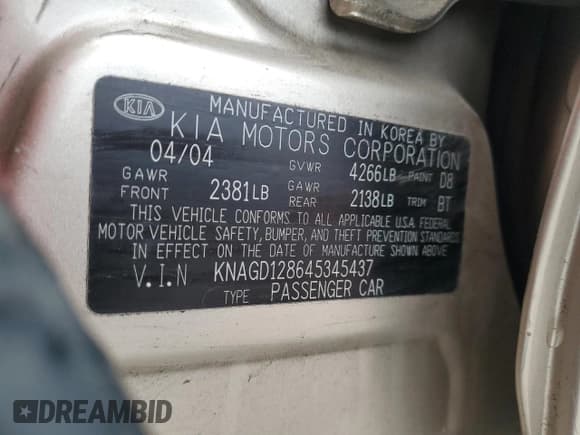 KIA
MANUFACTURED IN KOREA BY
KIA MOTORS CORPORATION
04/04 GVWR 4266LB PAINT D8
GAWR FRONT 2381LB GAWR REAR 2138LB TRIM BT
THIS VEHICLE CONFORMS TO ALL APPLICABLE U.S.A. FEDERAL
MOTOR VEHICLE SAFETY, BUMPER, AND THEFT PREVENTION STANDARDS
IN EFFECT ON THE DATE OF MANUFACTURE SHOWN ABOVE
V.I.N KNAGD128645345437
TYPE PASSENGER CAR
DREAMBID